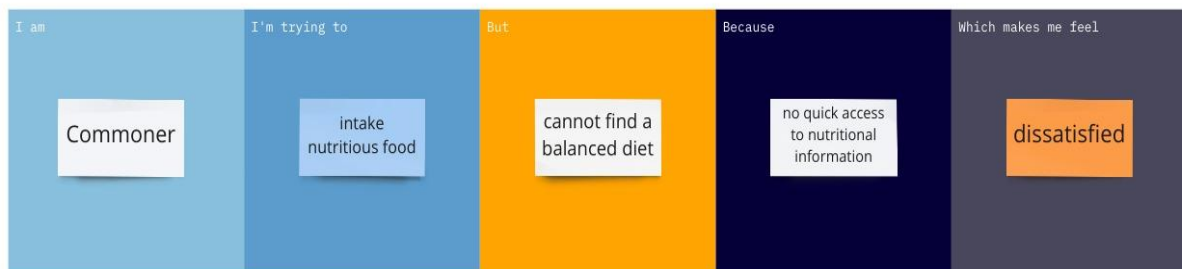 I am
Commoner
I'm trying to
intake
nutritious food
But
cannot find a
balanced diet
Because
no quick access
to nutritional
information
Which makes me feel
dissatisfied